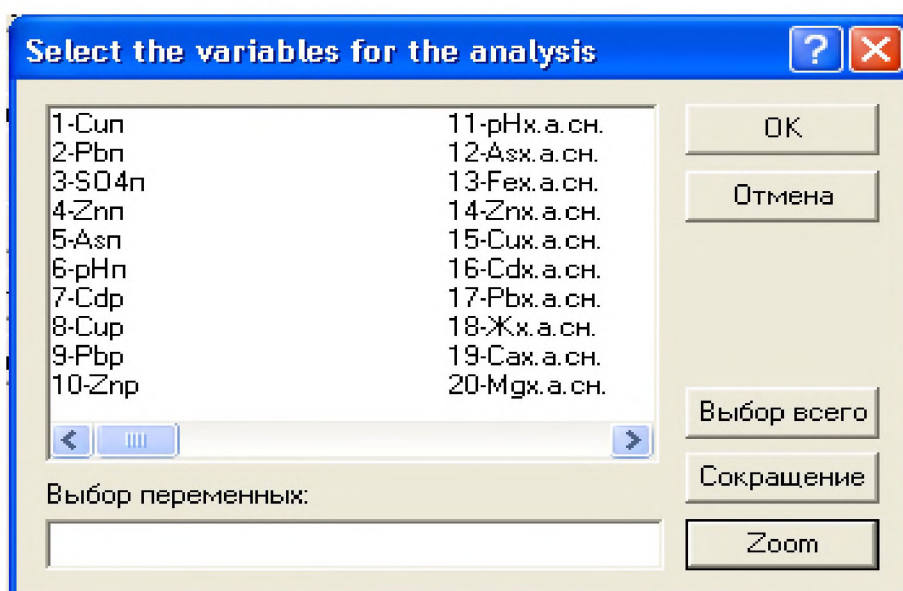 Select the variables for the analysis
1-Cuп
2-Pbп
3-SO4п
4-Znп
5-Asп
6-pHп
7-Cdр
8-Cuр
9-Pbр
10-Znр
11-pHх.а.сн.
12-Asх.а.сн.
13-Feх.а.сн.
14-Znх.а.сн.
15-Cuх.а.сн.
16-Cdх.а.сн.
17-Pbх.а.сн.
18-Жх.а.сн.
19-Caх.а.сн.
20-Mgх.а.сн.
OK
Отмена
Выбор всего
Сокращение
Zoom
Выбор переменных: